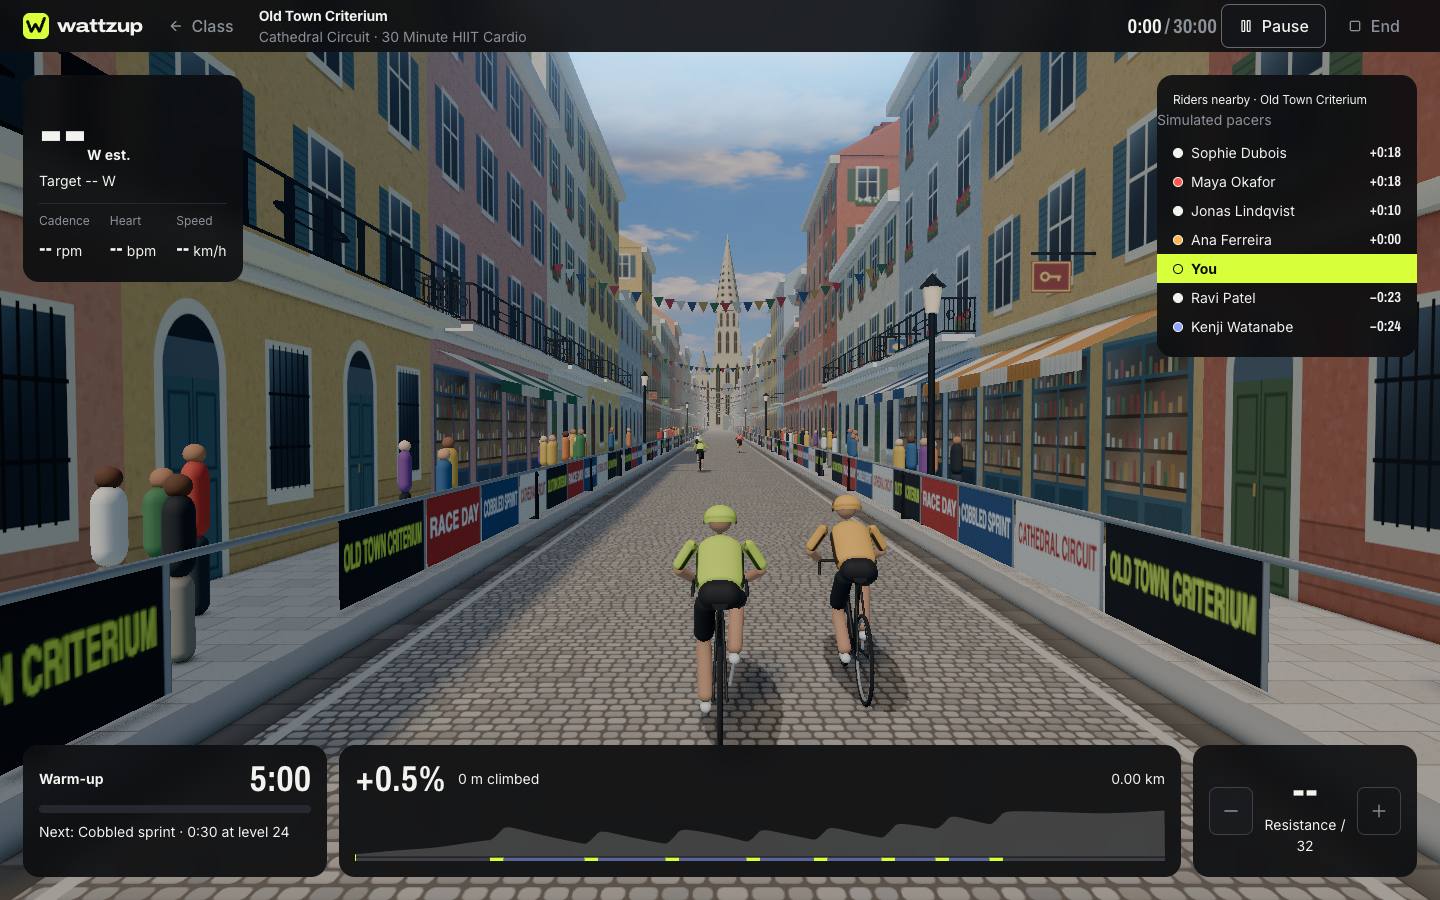 wattzup
Class
Old Town Criterium
Cathedral Circuit · 30 Minute HIIT Cardio
0:00 / 30:00
Pause
End
--
W est.
Target -- W
Cadence Heart Speed
-- rpm -- bpm -- km/h
Riders nearby · Old Town Criterium
Simulated pacers
Sophie Dubois +0:18
Maya Okafor +0:18
Jonas Lindqvist +0:10
Ana Ferreira +0:00
You
Ravi Patel −0:23
Kenji Watanabe −0:24
N CRITERIUM
OLD TOWN CRITERIUM
RACE DAY
COBBLED SPRINT
RACE DAY
COBBLED SPRINT
CATHEDRAL CIRCUIT
OLD TOWN CRITERIUM
Warm-up 5:00
Next: Cobbled sprint · 0:30 at level 24
+0.5% 0 m climbed 0.00 km
−
--
+
Resistance /
32